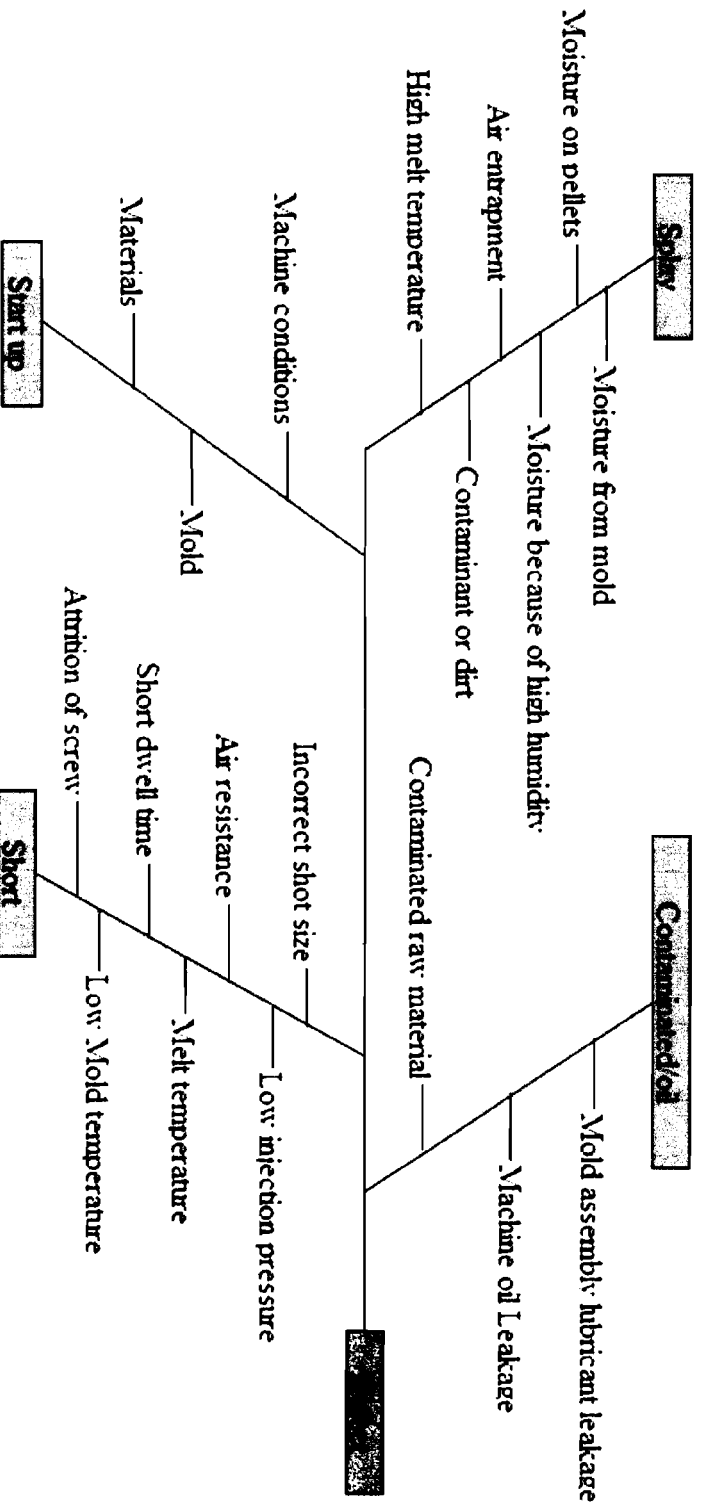 Splay
Moisture on pellets
Moisture from mold
Air entrapment
Moisture because of high humidity
High melt temperature
Contaminant or dirt
Contaminated/oil
Mold assembly lubricant leakage
Machine oil Leakage
Contaminated raw material
Machine conditions
Materials
Mold
Start up
Incorrect shot size
Low injection pressure
Air resistance
Melt temperature
Short dwell time
Low Mold temperature
Attrition of screw
Short